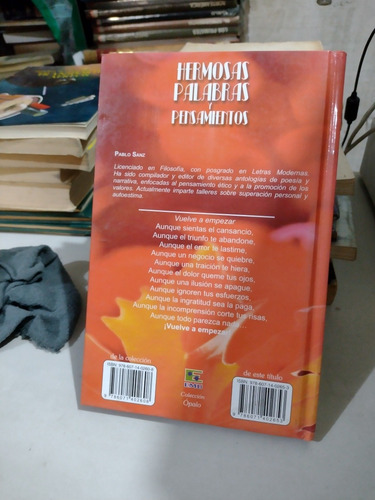 HERMOSAS
PALABRAS
Y
PENSAMIENTOS
PABLO SANZ
Licenciado en Filosofía, con posgrado en Letras Modernas.
Ha sido compilador y editor de diversas antologías de poesía y
narrativa, enfocadas al pensamiento ético y a la promoción de los
valores. Actualmente imparte talleres sobre superación personal y
autoestima.
Vuelve a empezar
Aunque sientas el cansancio,
Aunque el triunfo te abandone,
Aunque el error te lastime,
Aunque un negocio se quiebre,
Aunque una traición te hiera,
Aunque el dolor queme tus ojos,
Aunque una ilusión se apague,
Aunque ignoren tus esfuerzos,
Aunque la ingratitud sea la paga,
Aunque la incomprensión corte tus risas,
Aunque todo parezca
¡Vuelve a empezar
de la colección
de este título
Colección
Ópalo